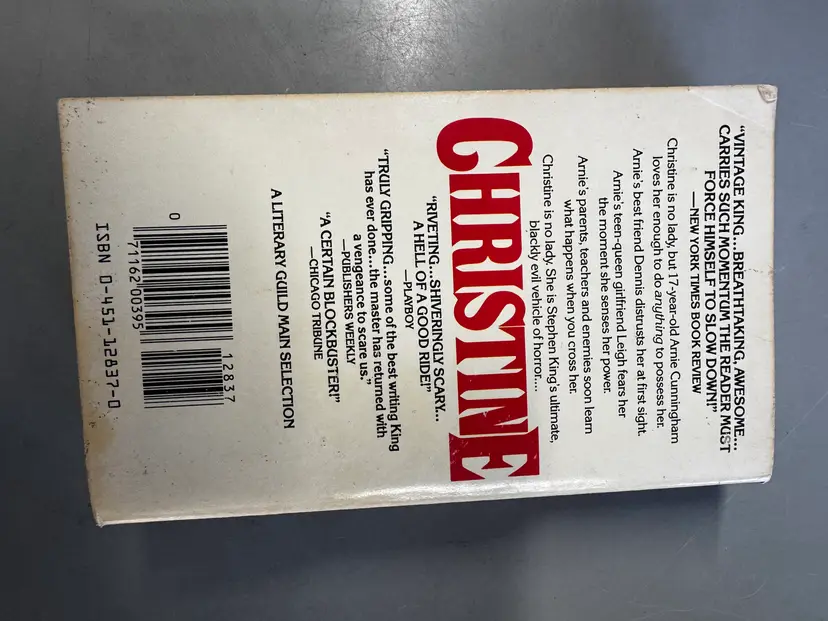 “VINTAGE KING...BREATHTAKING, AWESOME....
CARRIES SUCH MOMENTUM THE READER MUST
FORCE HIMSELF TO SLOW DOWN!”
—NEW YORK TIMES BOOK REVIEW
Christine is no lady, but 17-year-old Arnie Cunningham
loves her enough to do anything to possess her.
Arnie's best friend Dennis distrusts her at first sight.
Arnie's teen-queen girlfriend Leigh fears her
the moment she senses her power.
Arnie's parents, teachers and enemies soon learn
what happens when you cross her.
Christine is no lady. She is Stephen King's ultimate,
blackly evil vehicle of horror....
CHRISTINE
“RIVETING...SHIVERINGLY SCARY...
A HELL OF A GOOD RIDE!”
—PLAYBOY
“TRULY GRIPPING...some of the best writing King
has ever done....the master has returned with
a vengeance to scare us.”
—PUBLISHERS WEEKLY
“A CERTAIN BLOCKBUSTER!”
—CHICAGO TRIBUNE
A LITERARY GUILD MAIN SELECTION
0 71162 00395 12837
ISBN 0-451-12837-0